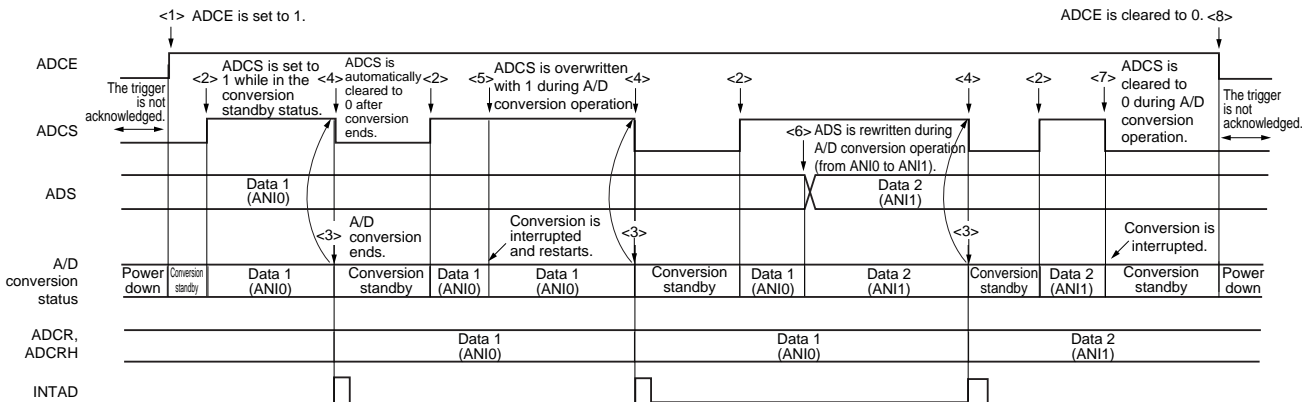 <1> ADCE is set to 1.
ADCE is cleared to 0. <8>
ADCE
The trigger
is not
acknowledged.
<2>
ADCS is set to
1 while in the
conversion
standby status.
<4>
ADCS is
automatically
cleared to
0 after
conversion
ends.
<2>
<5>
ADCS is overwritten
with 1 during A/D
conversion operation
<4>
<2>
<4>
<2>
<7>
ADCS is
cleared to
0 during A/D
conversion
operation.
The trigger
is not
acknowledged.
ADCS
<6> ADS is rewritten during
A/D conversion operation
(from ANI0 to ANI1).
ADS
Data 1
(ANI0)
Data 2
(ANI1)
<3>
A/D
conversion
ends.
Conversion is
interrupted
and restarts.
<3>
<3>
Conversion is
interrupted.
A/D
conversion
status
Power
down
Conversion
standby
Data 1
(ANI0)
Conversion
standby
Data 1
(ANI0)
Data 1
(ANI0)
Conversion
standby
Data 1
(ANI0)
Data 2
(ANI1)
Conversion
standby
Data 2
(ANI1)
Conversion
standby
Power
down
ADCR,
ADCRH
Data 1
(ANI0)
Data 1
(ANI0)
Data 2
(ANI1)
INTAD